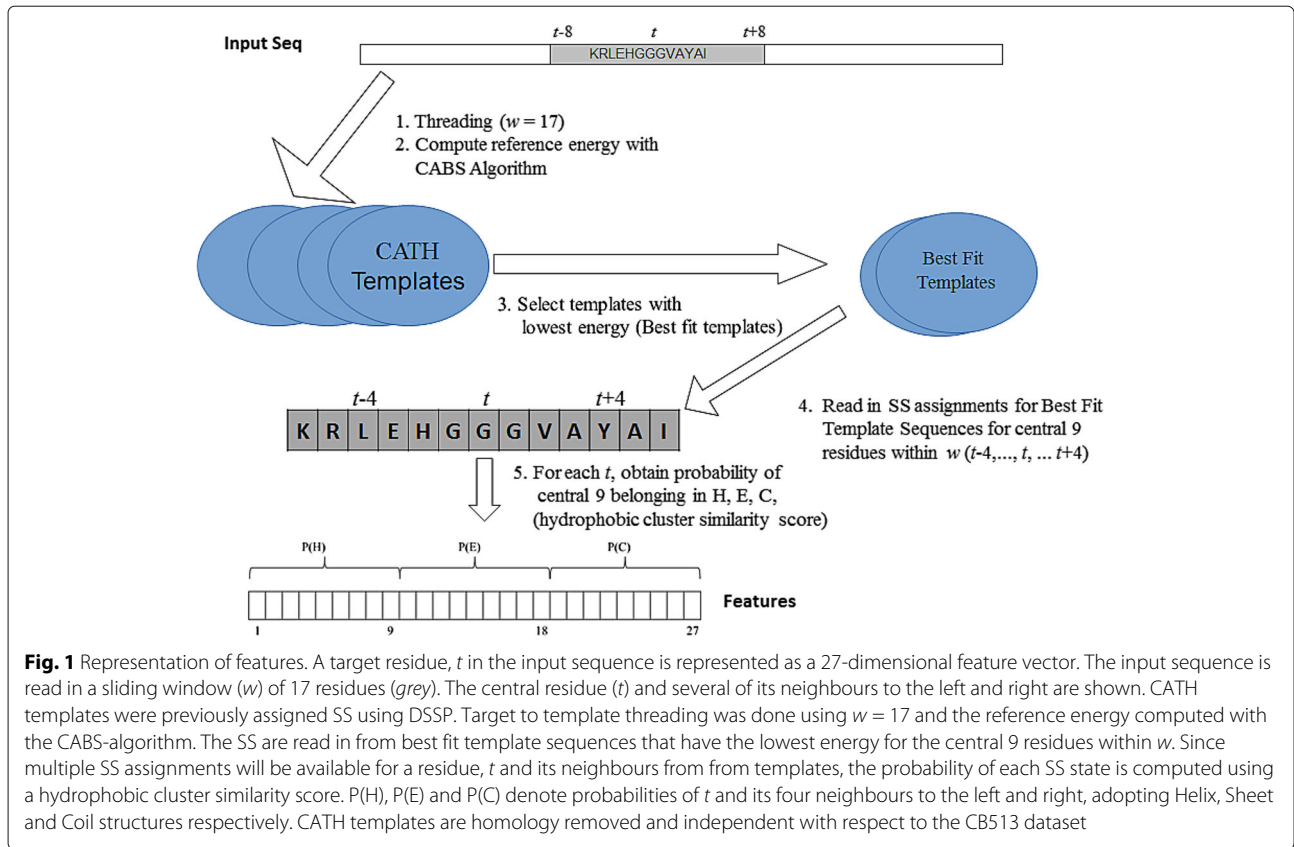 Input Seq
t-8 t t+8
KRLEHGGGVAYAI
1. Threading (w = 17)
2. Compute reference energy with
CABS Algorithm
CATH
Templates
Best Fit
Templates
3. Select templates with
lowest energy (Best fit templates)
t-4 t t+4
K R L E H G G G V A Y A I
4. Read in SS assignments for Best Fit
Template Sequences for central 9
residues within w (t-4,..., t, ... t+4)
5. For each t, obtain probability of
central 9 belonging in H, E, C,
(hydrophobic cluster similarity score)
P(H) P(E) P(C)
Features
1 9 18 27
Fig. 1 Representation of features. A target residue, t in the input sequence is represented as a 27-dimensional feature vector. The input sequence is
read in a sliding window (w) of 17 residues (grey). The central residue (t) and several of its neighbours to the left and right are shown. CATH
templates were previously assigned SS using DSSP. Target to template threading was done using w = 17 and the reference energy computed with
the CABS-algorithm. The SS are read in from best fit template sequences that have the lowest energy for the central 9 residues within w. Since
multiple SS assignments will be available for a residue, t and its neighbours from from templates, the probability of each SS state is computed using
a hydrophobic cluster similarity score. P(H), P(E) and P(C) denote probabilities of t and its four neighbours to the left and right, adopting Helix, Sheet
and Coil structures respectively. CATH templates are homology removed and independent with respect to the CB513 dataset